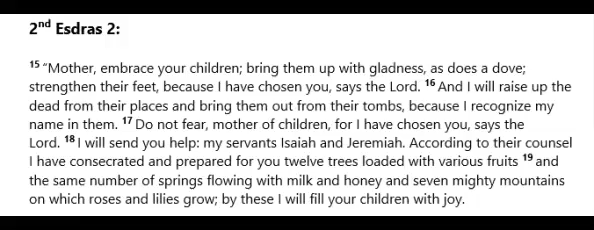 2nd Esdras 2:
15 “Mother, embrace your children; bring them up with gladness, as does a dove;
strengthen their feet, because I have chosen you, says the Lord. 16 And I will raise up the
dead from their places and bring them out from their tombs, because I recognize my
name in them. 17 Do not fear, mother of children, for I have chosen you, says the
Lord. 18 I will send you help: my servants Isaiah and Jeremiah. According to their counsel
I have consecrated and prepared for you twelve trees loaded with various fruits 19 and
the same number of springs flowing with milk and honey and seven mighty mountains
on which roses and lilies grow; by these I will fill your children with joy.